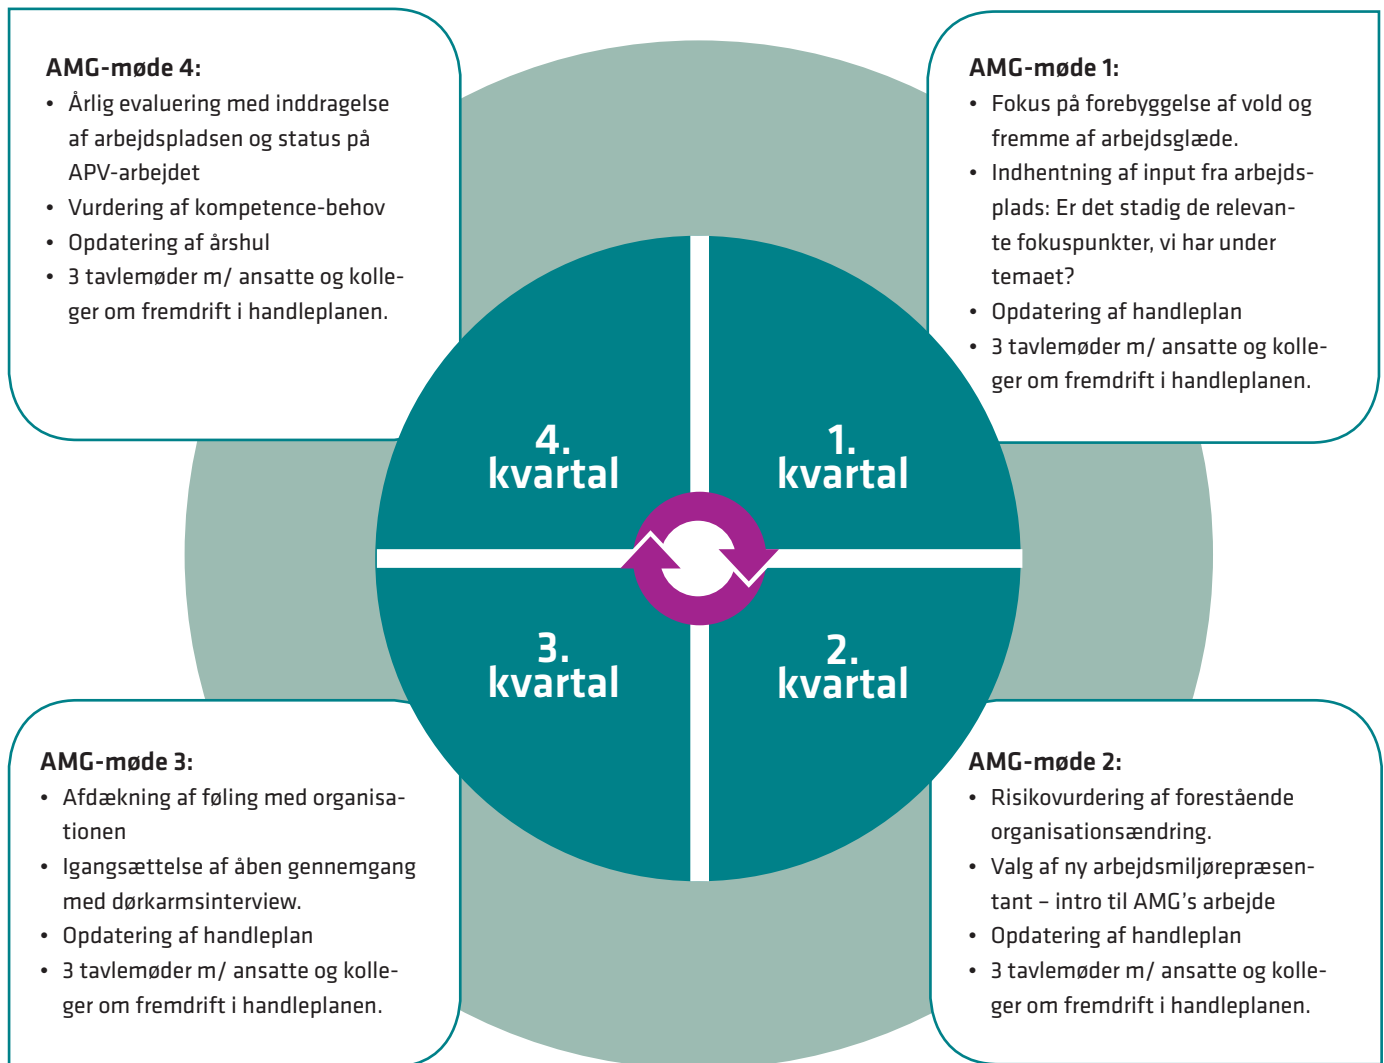 AMG-møde 4:
• Årlig evaluering med inddragelse
af arbejdspladsen og status på
APV-arbejdet
• Vurdering af kompetence-behov
• Opdatering af årshul
• 3 tavlemøder m/ ansatte og kolle-
ger om fremdrift i handleplanen.
AMG-møde 1:
• Fokus på forebyggelse af vold og
fremme af arbejdsglæde.
• Indhentning af input fra arbejds-
plads: Er det stadig de relevan-
te fokuspunkter, vi har under
temaet?
• Opdatering af handleplan
• 3 tavlemøder m/ ansatte og kolle-
ger om fremdrift i handleplanen.
4.
kvartal
1.
kvartal
3.
kvartal
2.
kvartal
AMG-møde 3:
• Afdækning af føling med organisa-
tionen
• Igangsættelse af åben gennemgang
med dørkarmsinterview.
• Opdatering af handleplan
• 3 tavlemøder m/ ansatte og kolle-
ger om fremdrift i handleplanen.
AMG-møde 2:
• Risikovurdering af forestående
organisationsændring.
• Valg af ny arbejdsmiljørepræsen-
tant – intro til AMG's arbejde
• Opdatering af handleplan
• 3 tavlemøder m/ ansatte og kolle-
ger om fremdrift i handleplanen.